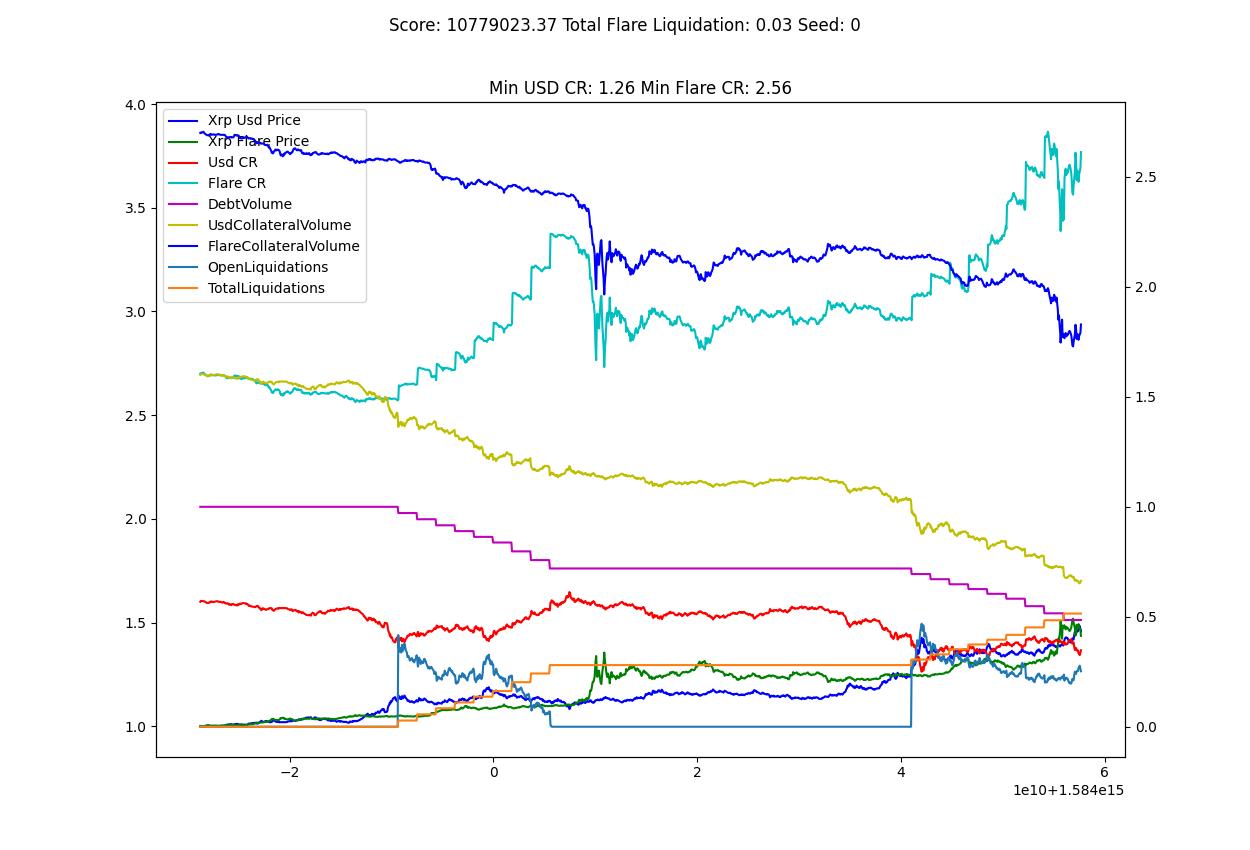 Score: 10779023.37 Total Flare Liquidation: 0.03 Seed: 0
Min USD CR: 1.26 Min Flare CR: 2.56
Xrp Usd Price
Xrp Flare Price
Usd CR
Flare CR
DebtVolume
UsdCollateralVolume
FlareCollateralVolume
OpenLiquidations
TotalLiquidations
4.0
3.5
3.0
2.5
2.0
1.5
1.0
2.5
2.0
1.5
1.0
0.5
0.0
−2 0 2 4 6
1e10+1.584e15